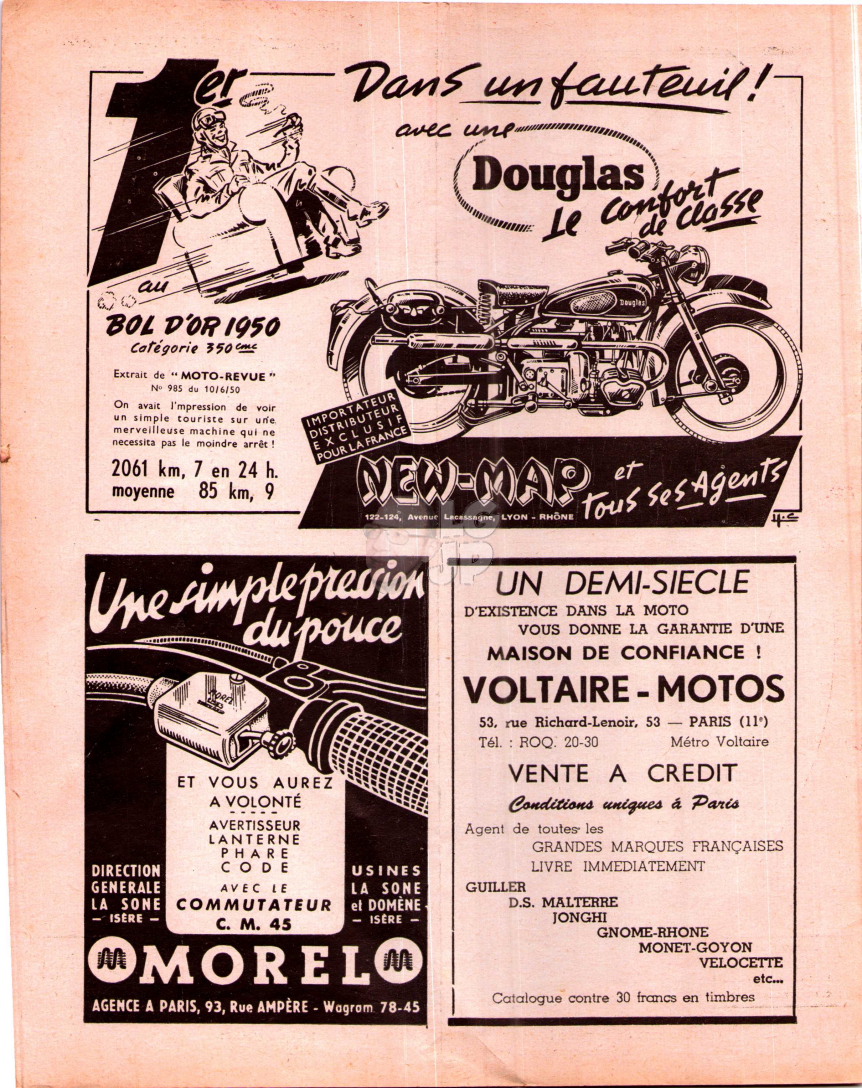 1er
Dans un fauteuil !
avec une
Douglas
Le confort
de classe
au
BOL D'OR 1950
Catégorie 350 cmc
Extrait de "MOTO-REVUE"
N° 985 du 10/6/50
On avait l'mpression de voir
un simple touriste sur une
merveilleuse machine qui ne
necessita pas le moindre arrêt !
2061 km, 7 en 24 h.
moyenne 85 km, 9
Douglas
IMPORTATEUR
DISTRIBUTEUR
EXCLUSIF
POUR LA FRANCE
NEW-MAP et
tous ses Agents
122-124, Avenue Lacassagne, LYON - RHÔNE
Une simple pression
du pouce
MOREL
ET VOUS AUREZ
A VOLONTÉ
AVERTISSEUR
LANTERNE
PHARE
CODE
AVEC LE
COMMUTATEUR
C. M. 45
DIRECTION
GENERALE
LA SONE
— ISÈRE —
USINES
LA SONE
et DOMÈNE
— ISÈRE —
MOREL
AGENCE A PARIS, 93, Rue AMPÈRE - Wagram 78-45
UN DEMI-SIECLE
D'EXISTENCE DANS LA MOTO
VOUS DONNE LA GARANTIE D'UNE
MAISON DE CONFIANCE !
VOLTAIRE - MOTOS
53, rue Richard-Lenoir, 53 — PARIS (11e)
Tél. : ROQ. 20-30 Métro Voltaire
VENTE A CREDIT
Conditions uniques à Paris
Agent de toutes les
GRANDES MARQUES FRANÇAISES
LIVRE IMMEDIATEMENT
GUILLER
D.S. MALTERRE
JONGHI
GNOME-RHONE
MONET-GOYON
VELOCETTE
etc...
Catalogue contre 30 francs en timbres